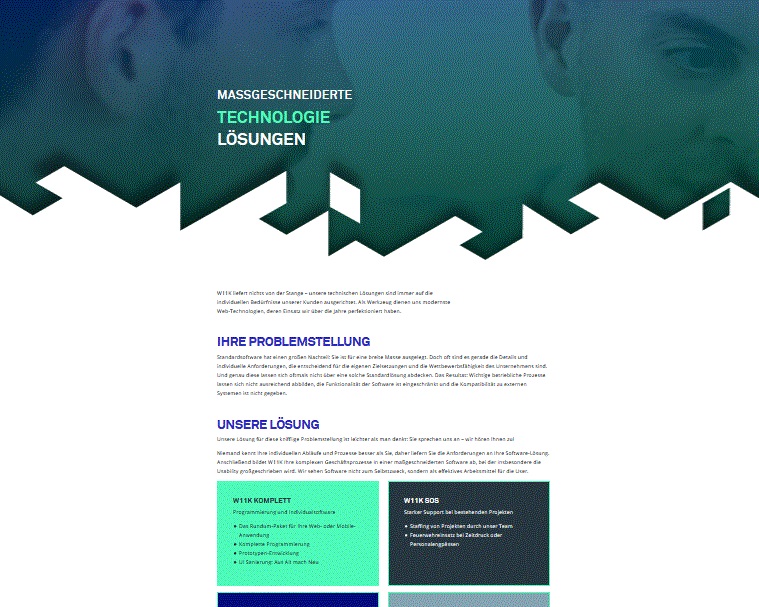 MASSGESCHNEIDERTE
TECHNOLOGIE
LÖSUNGEN
W11K liefert nichts von der Stange – unsere technischen Lösungen sind immer auf die
individuellen Bedürfnisse unserer Kunden ausgerichtet. Als Werkzeug dienen uns modernste
Web-Technologien, deren Einsatz wir über die Jahre perfektioniert haben.
IHRE PROBLEMSTELLUNG
Standardsoftware hat einen großen Nachteil: Sie ist für eine breite Masse ausgelegt. Doch oft sind es gerade die Details und
individuelle Anforderungen, die entscheidend für die eigenen Zielsetzungen und die Wettbewerbsfähigkeit des Unternehmens sind.
Und genau diese lassen sich oftmals nicht über eine solche Standardlösung abdecken. Das Resultat: Wichtige betriebliche Prozesse
lassen sich nicht ausreichend abbilden, die Funktionalität der Software ist eingeschränkt und die Kompatibilität zu externen
Systemen ist nicht gegeben.
UNSERE LÖSUNG
Unsere Lösung für diese knifflige Problemstellung ist leichter als man denkt: Sie sprechen uns an – wir hören Ihnen zu!
Niemand kennt Ihre individuellen Abläufe und Prozesse besser als Sie, daher liefern Sie die Anforderungen an Ihre Software-Lösung.
Anschließend bildet W11K Ihre komplexen Geschäftsprozesse in einer maßgeschneiderten Software ab, bei der insbesondere die
Usability großgeschrieben wird. Wir sehen Software nicht zum Selbstzweck, sondern als effektives Arbeitsmittel für die User.
W11K KOMPLETT
Programmierung und Individualsoftware
• Das Rundum-Paket für Ihre Web- oder Mobile-
Anwendung
• Komplette Programmierung
• Prototypen-Entwicklung
• UI Sanierung: Aus Alt mach Neu
W11K SOS
Starker Support bei bestehenden Projekten
• Staffing von Projekten durch unser Team
• Feuerwehreinsatz bei Zeitdruck oder
Personalengpässen